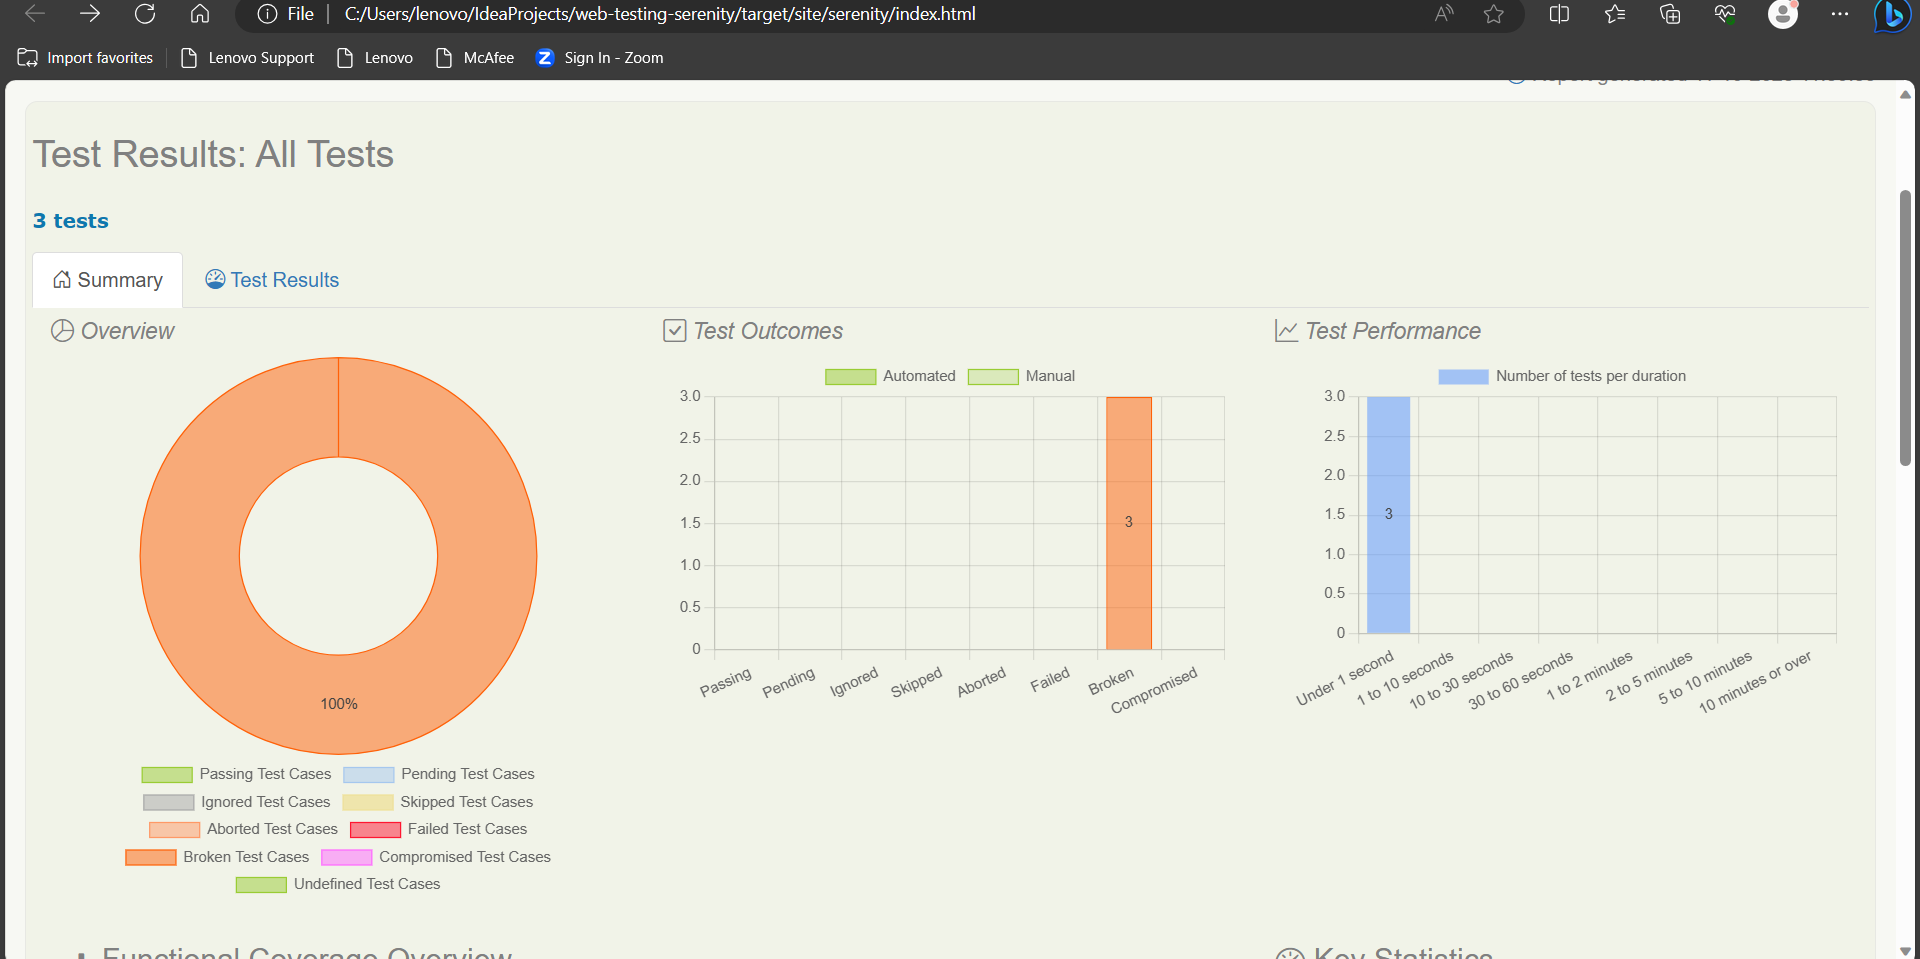 File C:/Users/lenovo/IdeaProjects/web-testing-serenity/target/site/serenity/index.html
Import favorites Lenovo Support Lenovo McAfee Sign In - Zoom
Test Results: All Tests
3 tests
Summary Test Results
Overview
100%
Passing Test Cases Pending Test Cases
Ignored Test Cases Skipped Test Cases
Aborted Test Cases Failed Test Cases
Broken Test Cases Compromised Test Cases
Undefined Test Cases
Test Outcomes
Automated Manual
3.0
2.5
2.0
1.5
1.0
0.5
0
3
Passing Pending Ignored Skipped Aborted Failed Broken Compromised
Test Performance
Number of tests per duration
3.0
2.5
2.0
1.5
1.0
0.5
0
3
Under 1 second 1 to 10 seconds 10 to 30 seconds 30 to 60 seconds 1 to 2 minutes 2 to 5 minutes 5 to 10 minutes 10 minutes or over
Functional Coverage Overview
Key Statistics